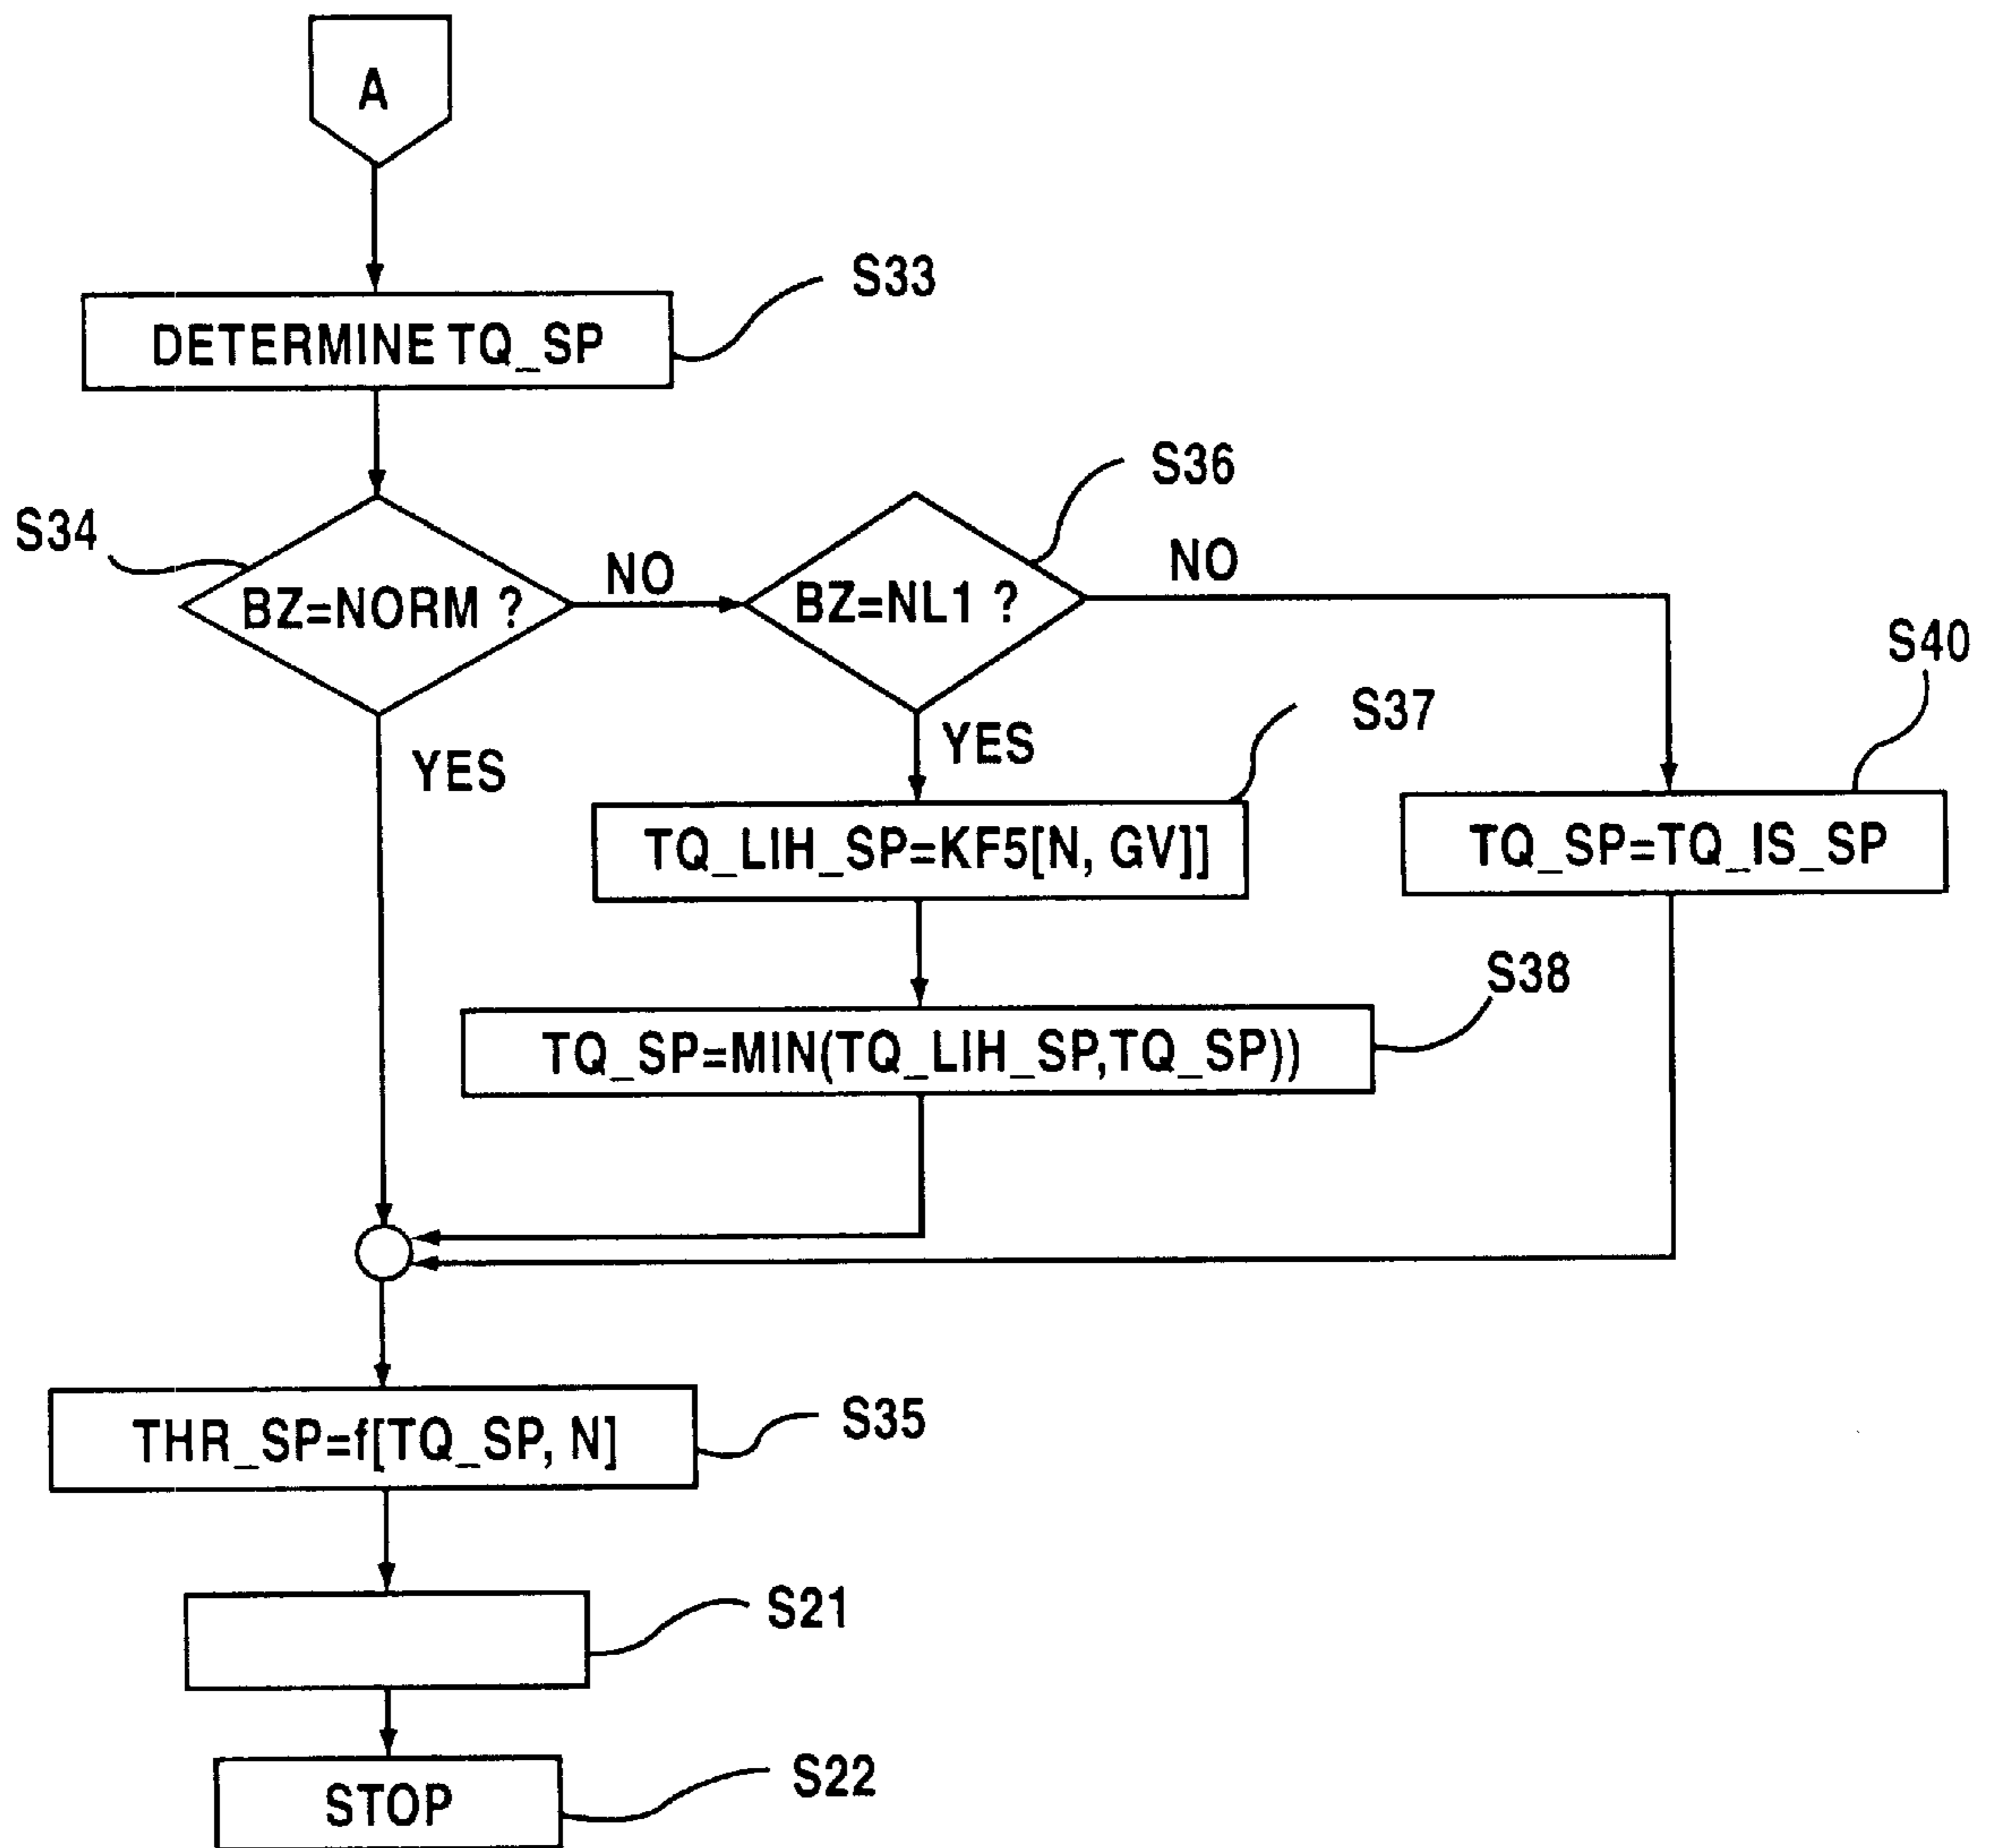 A
S33
DETERMINE TQ_SP
S36
S34
NO
NO
BZ=NORM ?
BZ=NL1 ?
S40
S37
YES
YES
TQ_LIH_SP=KF5[N, GV]]
TQ_SP=TQ_IS_SP
S38
TQ_SP=MIN(TQ_LIH_SP,TQ_SP))
THR_SP=f[TQ_SP, N]
S35
S21
S22
STOP